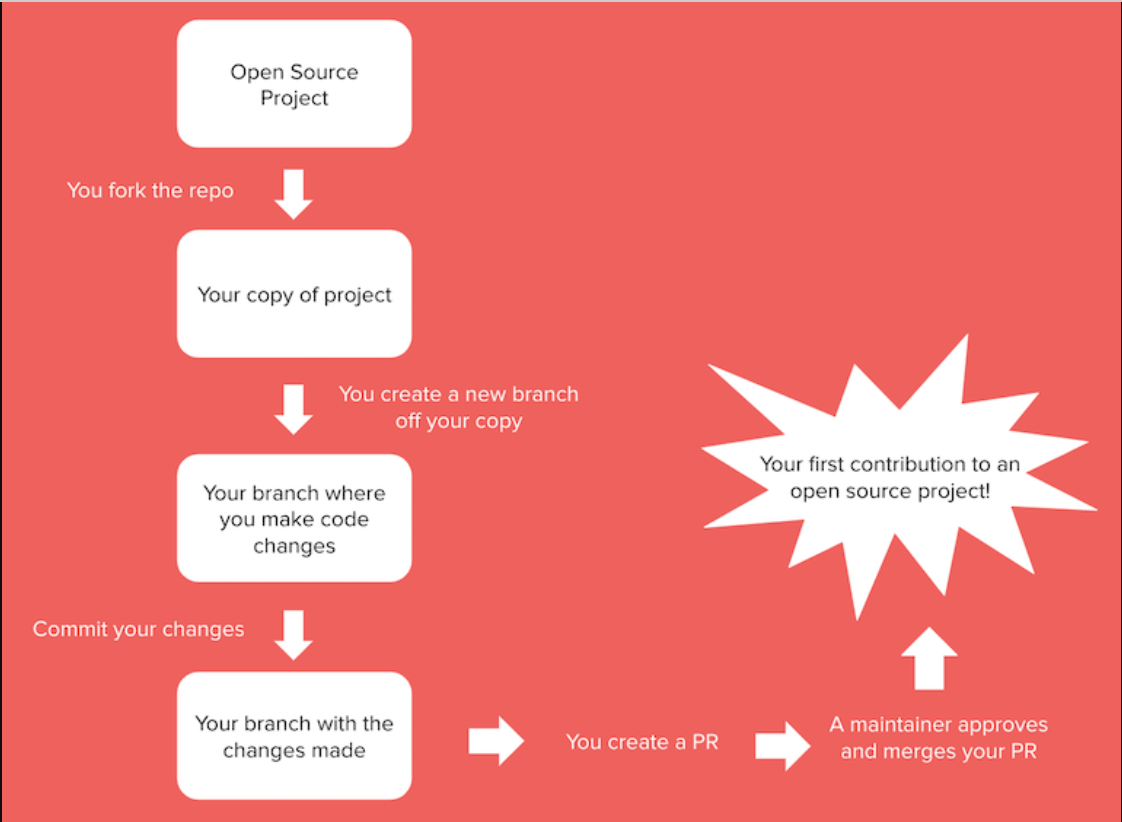 Open Source
Project
You fork the repo
Your copy of project
You create a new branch
off your copy
Your branch where
you make code
changes
Commit your changes
Your branch with the
changes made
You create a PR
A maintainer approves
and merges your PR
Your first contribution to an
open source project!